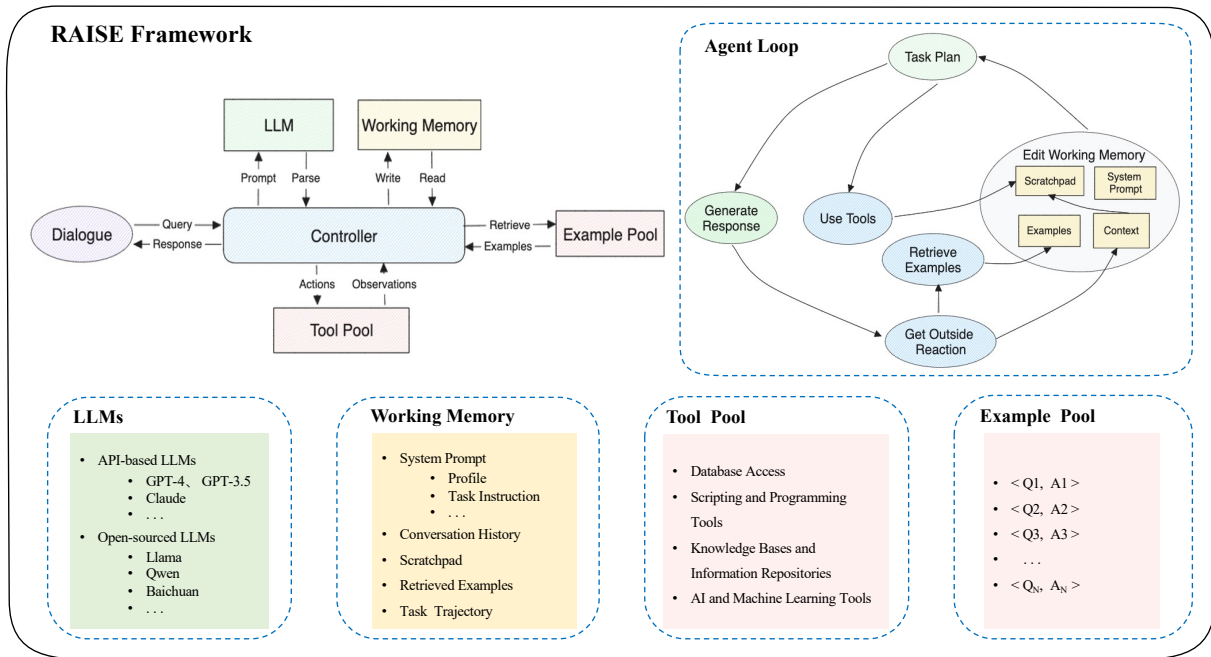 RAISE Framework
LLM
Working Memory
Prompt
Parse
Write
Read
Dialogue
Query
Response
Controller
Retrieve
Examples
Example Pool
Actions
Observations
Tool Pool
Agent Loop
Task Plan
Edit Working Memory
Scratchpad
System
Prompt
Generate
Response
Use Tools
Examples
Context
Retrieve
Examples
Get Outside
Reaction
LLMs
• API-based LLMs
• GPT-4、 GPT-3.5
• Claude
• . . .
• Open-sourced LLMs
• Llama
• Qwen
• Baichuan
• . . .
Working Memory
• System Prompt
• Profile
• Task Instruction
• . . .
• Conversation History
• Scratchpad
• Retrieved Examples
• Task Trajectory
Tool Pool
• Database Access
• Scripting and Programming
Tools
• Knowledge Bases and
Information Repositories
• AI and Machine Learning Tools
Example Pool
• < Q1, A1 >
• < Q2, A2 >
• < Q3, A3 >
• . . .
• < Q_N, A_N >